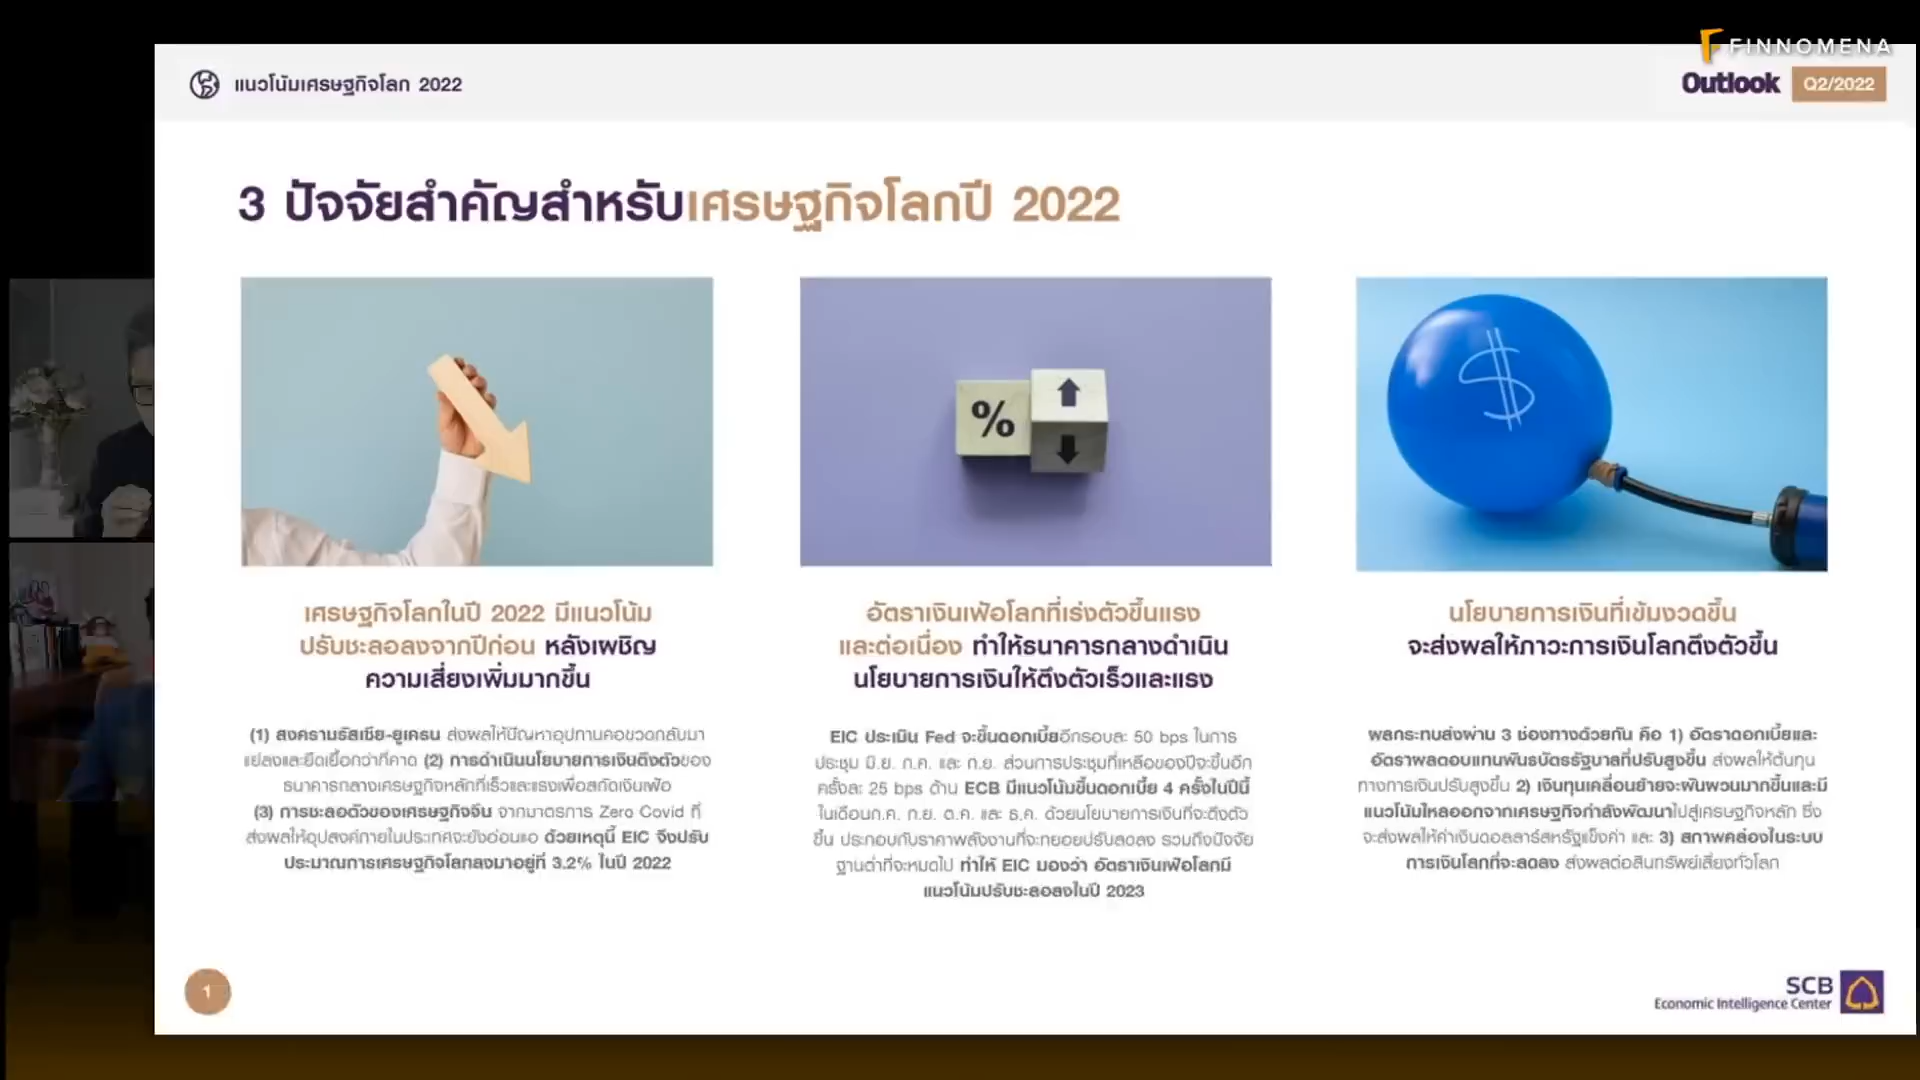 FINNOMENA
แนวโน้มเศรษฐกิจโลก 2022
Outlook Q2/2022
3 ปัจจัยสำคัญสำหรับเศรษฐกิจโลกปี 2022
%
$
เศรษฐกิจโลกในปี 2022 มีแนวโน้ม
ปรับชะลอลงจากปีก่อน หลังเผชิญ
ความเสี่ยงเพิ่มมากขึ้น
(1) สงครามรัสเซีย-ยูเครน ส่งผลให้ปัญหาอุปทานคอขวดกลับมา
แย่ลงและยืดเยื้อกว่าที่คาด (2) การดำเนินนโยบายการเงินตึงตัวของ
ธนาคารกลางเศรษฐกิจหลักที่เร็วและแรงเพื่อสกัดเงินเฟ้อ
(3) การชะลอตัวของเศรษฐกิจจีน จากมาตรการ Zero Covid ที่
ส่งผลให้อุปสงค์ภายในประเทศจะยังอ่อนแอ ด้วยเหตุนี้ EIC จึงปรับ
ประมาณการเศรษฐกิจโลกลงมาอยู่ที่ 3.2% ในปี 2022
อัตราเงินเฟ้อโลกที่เร่งตัวขึ้นแรง
และต่อเนื่อง ทำให้ธนาคารกลางดำเนิน
นโยบายการเงินให้ตึงตัวเร็วและแรง
EIC ประเมิน Fed จะขึ้นดอกเบี้ยอีกรอบละ 50 bps ในการ
ประชุม มิ.ย. ก.ค. และ ก.ย. ส่วนการประชุมที่เหลือของปีจะขึ้นอีก
ครั้งละ 25 bps ด้าน ECB มีแนวโน้มขึ้นดอกเบี้ย 4 ครั้งในปีนี้
ในเดือนก.ค. ก.ย. ต.ค. และ ธ.ค. ด้วยนโยบายการเงินที่จะตึงตัว
ขึ้น ประกอบกับราคาพลังงานที่จะทยอยปรับลดลง รวมถึงปัจจัย
ฐานต่ำที่จะหมดไป ทำให้ EIC มองว่า อัตราเงินเฟ้อโลกมี
แนวโน้มปรับชะลอลงในปี 2023
นโยบายการเงินที่เข้มงวดขึ้น
จะส่งผลให้ภาวะการเงินโลกตึงตัวขึ้น
ผลกระทบส่งผ่าน 3 ช่องทางด้วยกัน คือ 1) อัตราดอกเบี้ยและ
อัตราผลตอบแทนพันธบัตรรัฐบาลที่ปรับสูงขึ้น ส่งผลให้ต้นทุน
ทางการเงินปรับสูงขึ้น 2) เงินทุนเคลื่อนย้ายจะผันผวนมากขึ้นและมี
แนวโน้มไหลออกจากเศรษฐกิจกำลังพัฒนาไปสู่เศรษฐกิจหลัก ซึ่ง
จะส่งผลให้ค่าเงินดอลลาร์สหรัฐแข็งค่า และ 3) สภาพคล่องในระบบ
การเงินโลกที่จะลดลง ส่งผลต่อสินทรัพย์เสี่ยงทั่วโลก
1
SCB
Economic Intelligence Center